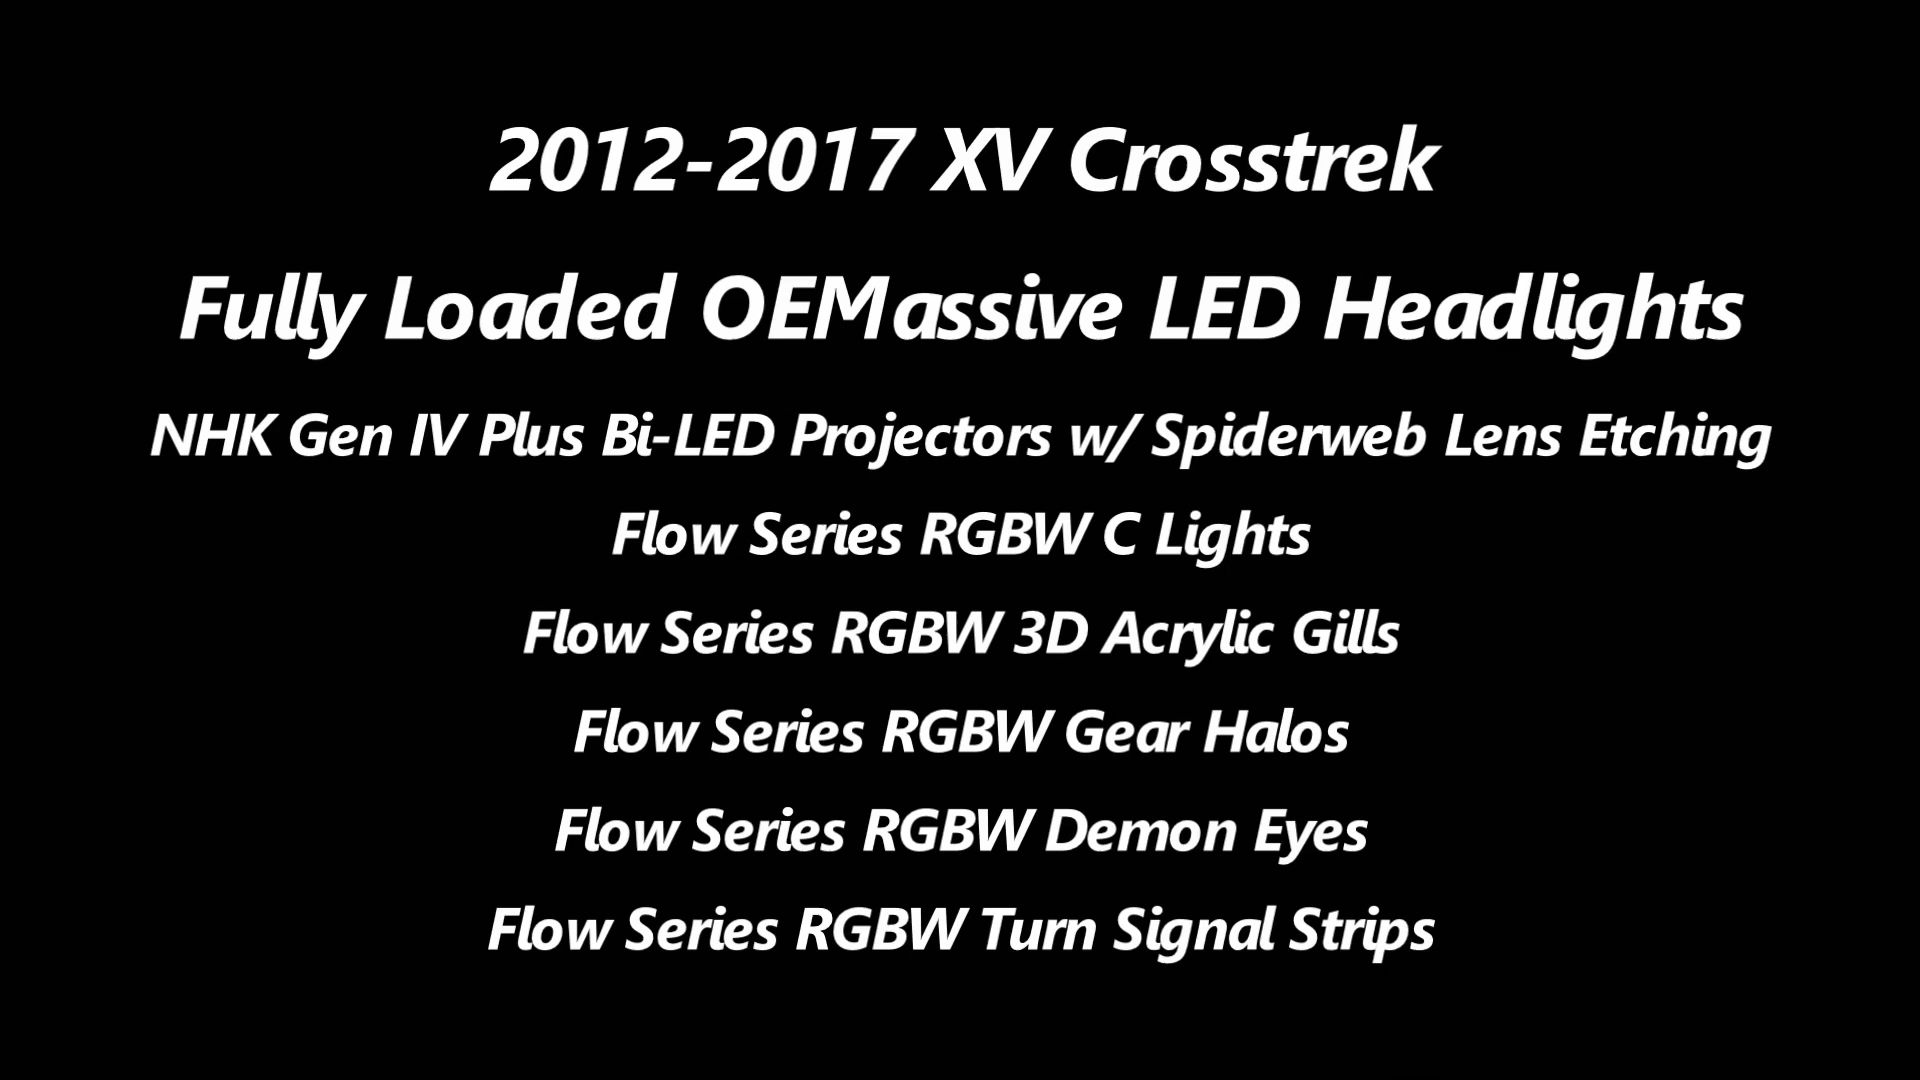 2012-2017 XV Crosstrek
Fully Loaded OEMassive LED Headlights
NHK Gen IV Plus Bi-LED Projectors w/ Spiderweb Lens Etching
Flow Series RGBW C Lights
Flow Series RGBW 3D Acrylic Gills
Flow Series RGBW Gear Halos
Flow Series RGBW Demon Eyes
Flow Series RGBW Turn Signal Strips